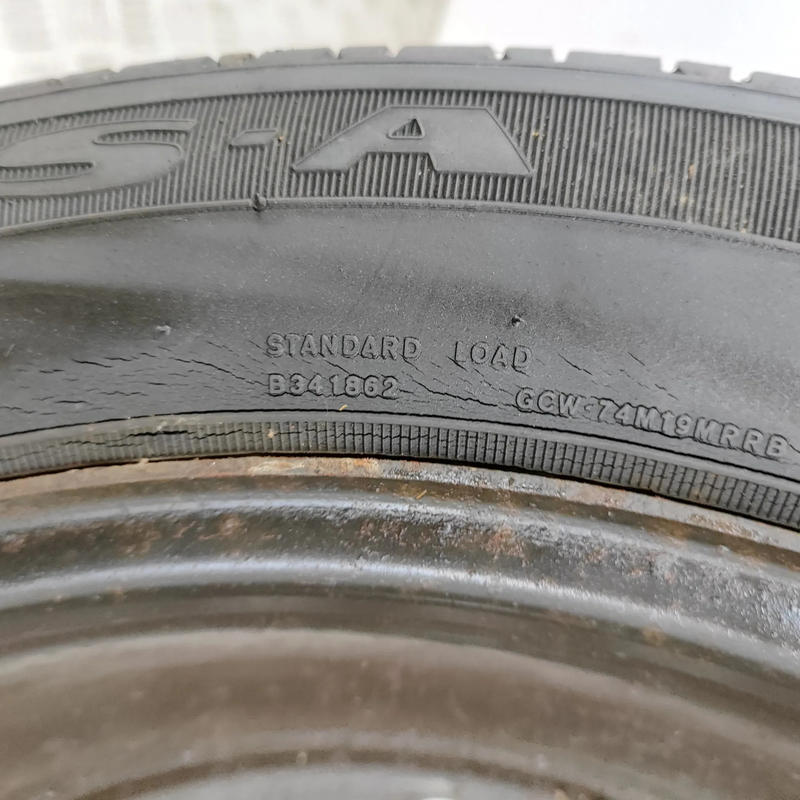 S-A
STANDARD LOAD
B341862
GCW-74M19MRRB